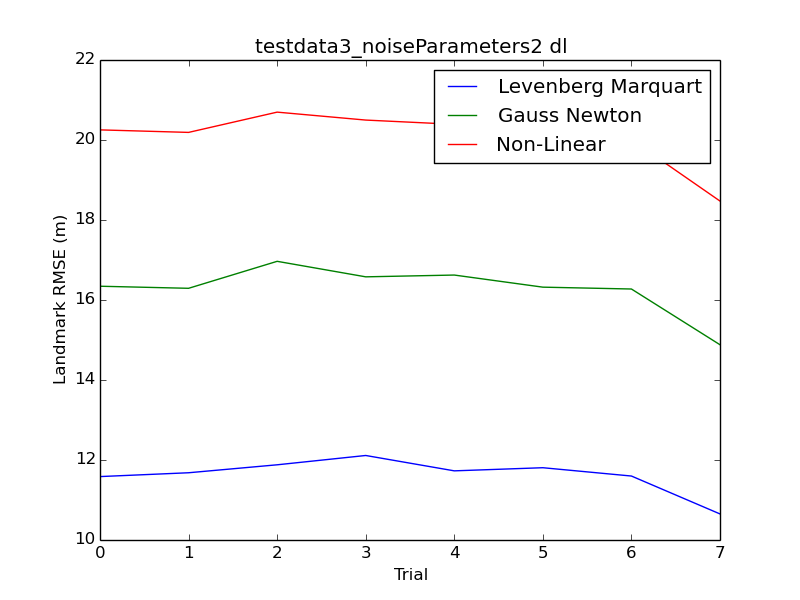 testdata3_noiseParameters2 dl
Levenberg Marquart
Gauss Newton
Non-Linear
Landmark RMSE (m)
22
20
18
16
14
12
10
0 1 2 3 4 5 6 7
Trial